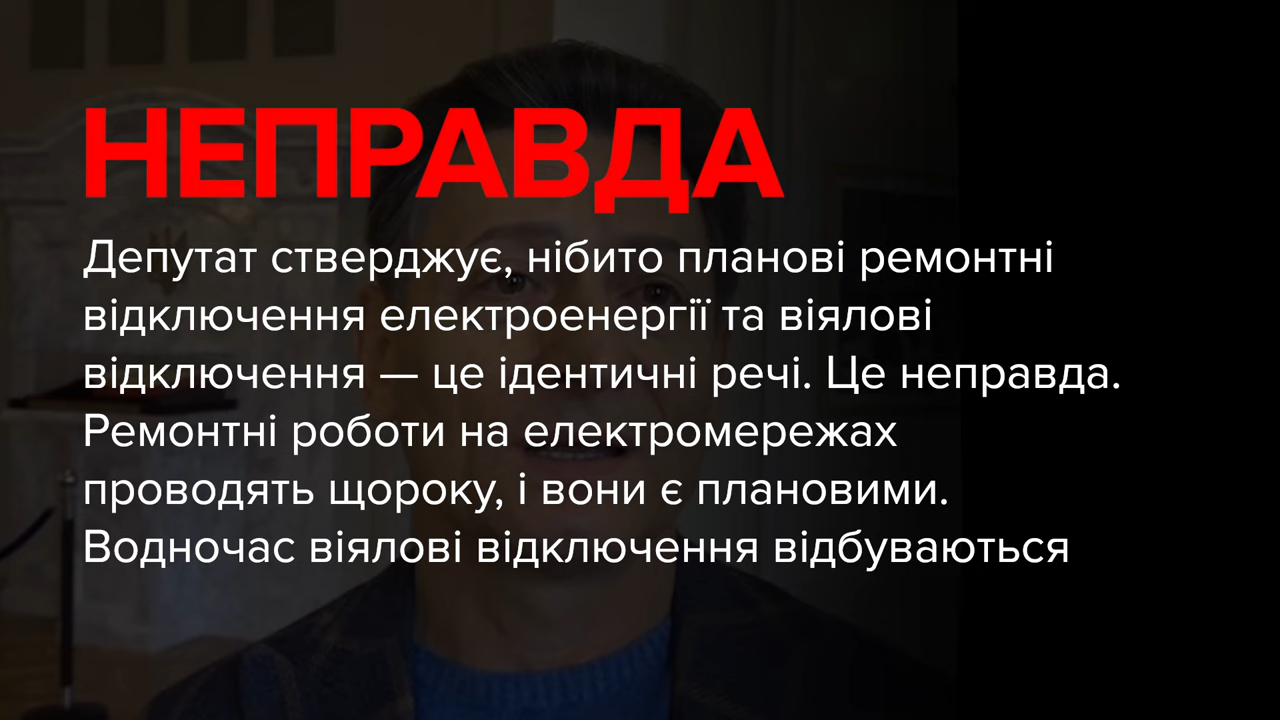 НЕПРАВДА
Депутат стверджує, нібито планові ремонтні
відключення електроенергії та віялові
відключення — це ідентичні речі. Це неправда.
Ремонтні роботи на електромережах
проводять щороку, і вони є плановими.
Водночас віялові відключення відбуваються